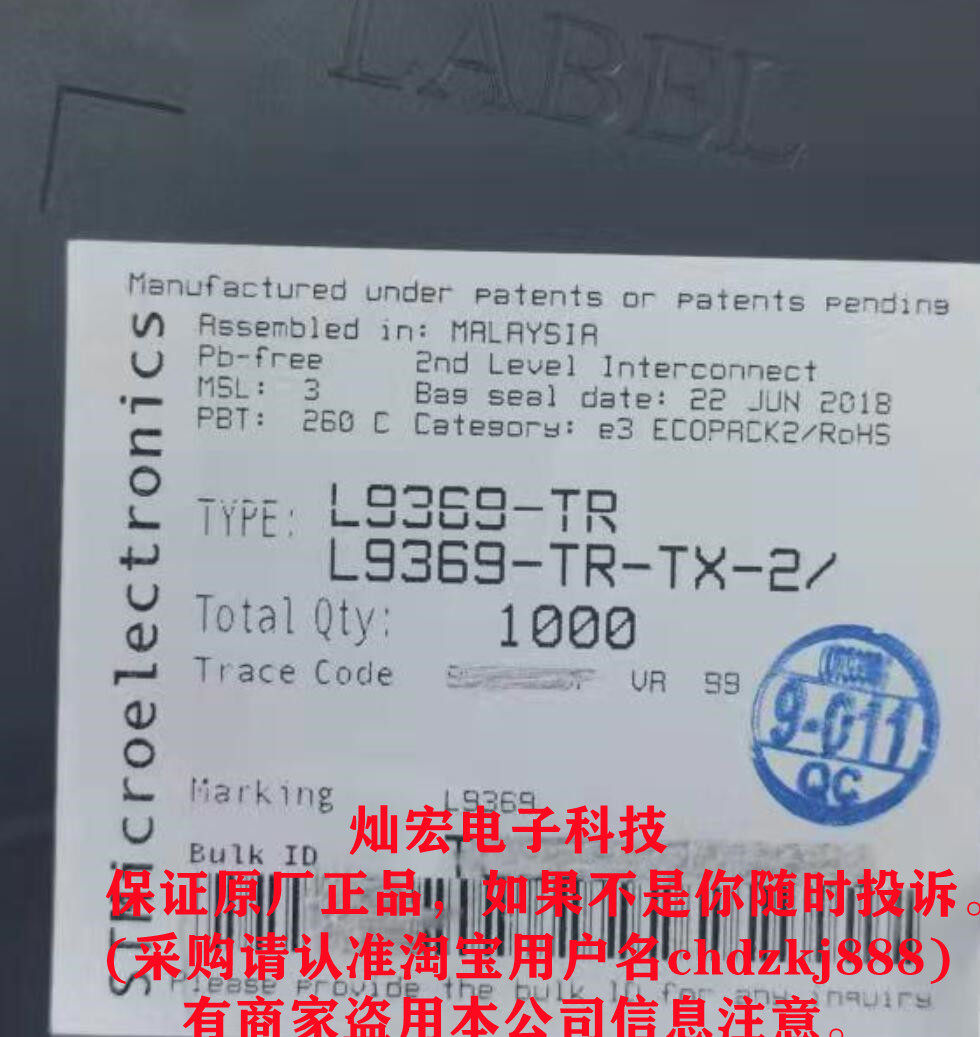 LABEL
Manufactured under patents or patents pending
STMicroelectronics
Assembled in: MALAYSIA
Pb-free 2nd Level Interconnect
MSL: 3 Bag seal date: 22 JUN 2018
PBT: 260 C Category: e3 ECOPACK2/RoHS
TYPE: L9369-TR
L9369-TR-TX-2/
Total Qty: 1000
Trace Code VA 99
9-011
QC
Marking L9369
灿宏电子科技
Bulk ID
保证原厂正品，如果不是你随时投诉。
(采购请认准淘宝用户名chdzkj888)
Please provide the bulk ID for any inquiry
有商家盗用本公司信息注意。